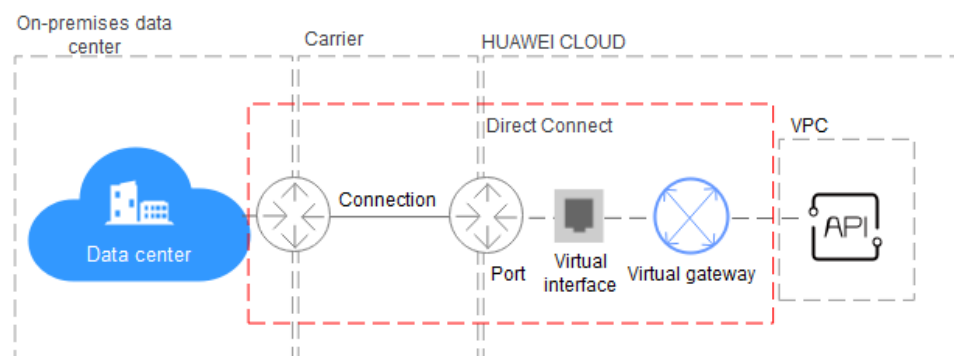 On-premises data
center
Carrier
HUAWEI CLOUD
Direct Connect
VPC
Connection
API
Data center
Port
Virtual
interface
Virtual gateway